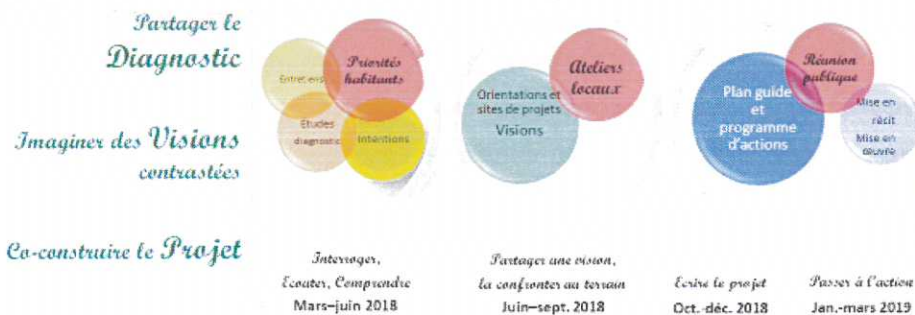 Partager le
Diagnostic
Imaginer des Visions
contrastées
Co-construire le Projet
Entretiens
Priorités
habitants
Etudes
diagnostic
Intentions
Interroger,
Ecouter, Comprendre
Mars–juin 2018
Ateliers
locaux
Orientations et
sites de projets
Visions
Partager une vision,
la confronter au terrain
Juin–sept. 2018
Plan guide
et
programme
d'actions
Réunion
publique
Mise en
récit
Mise en
œuvre
Ecrire le projet
Oct.-déc. 2018
Passer à l'action
Jan.-mars 2019